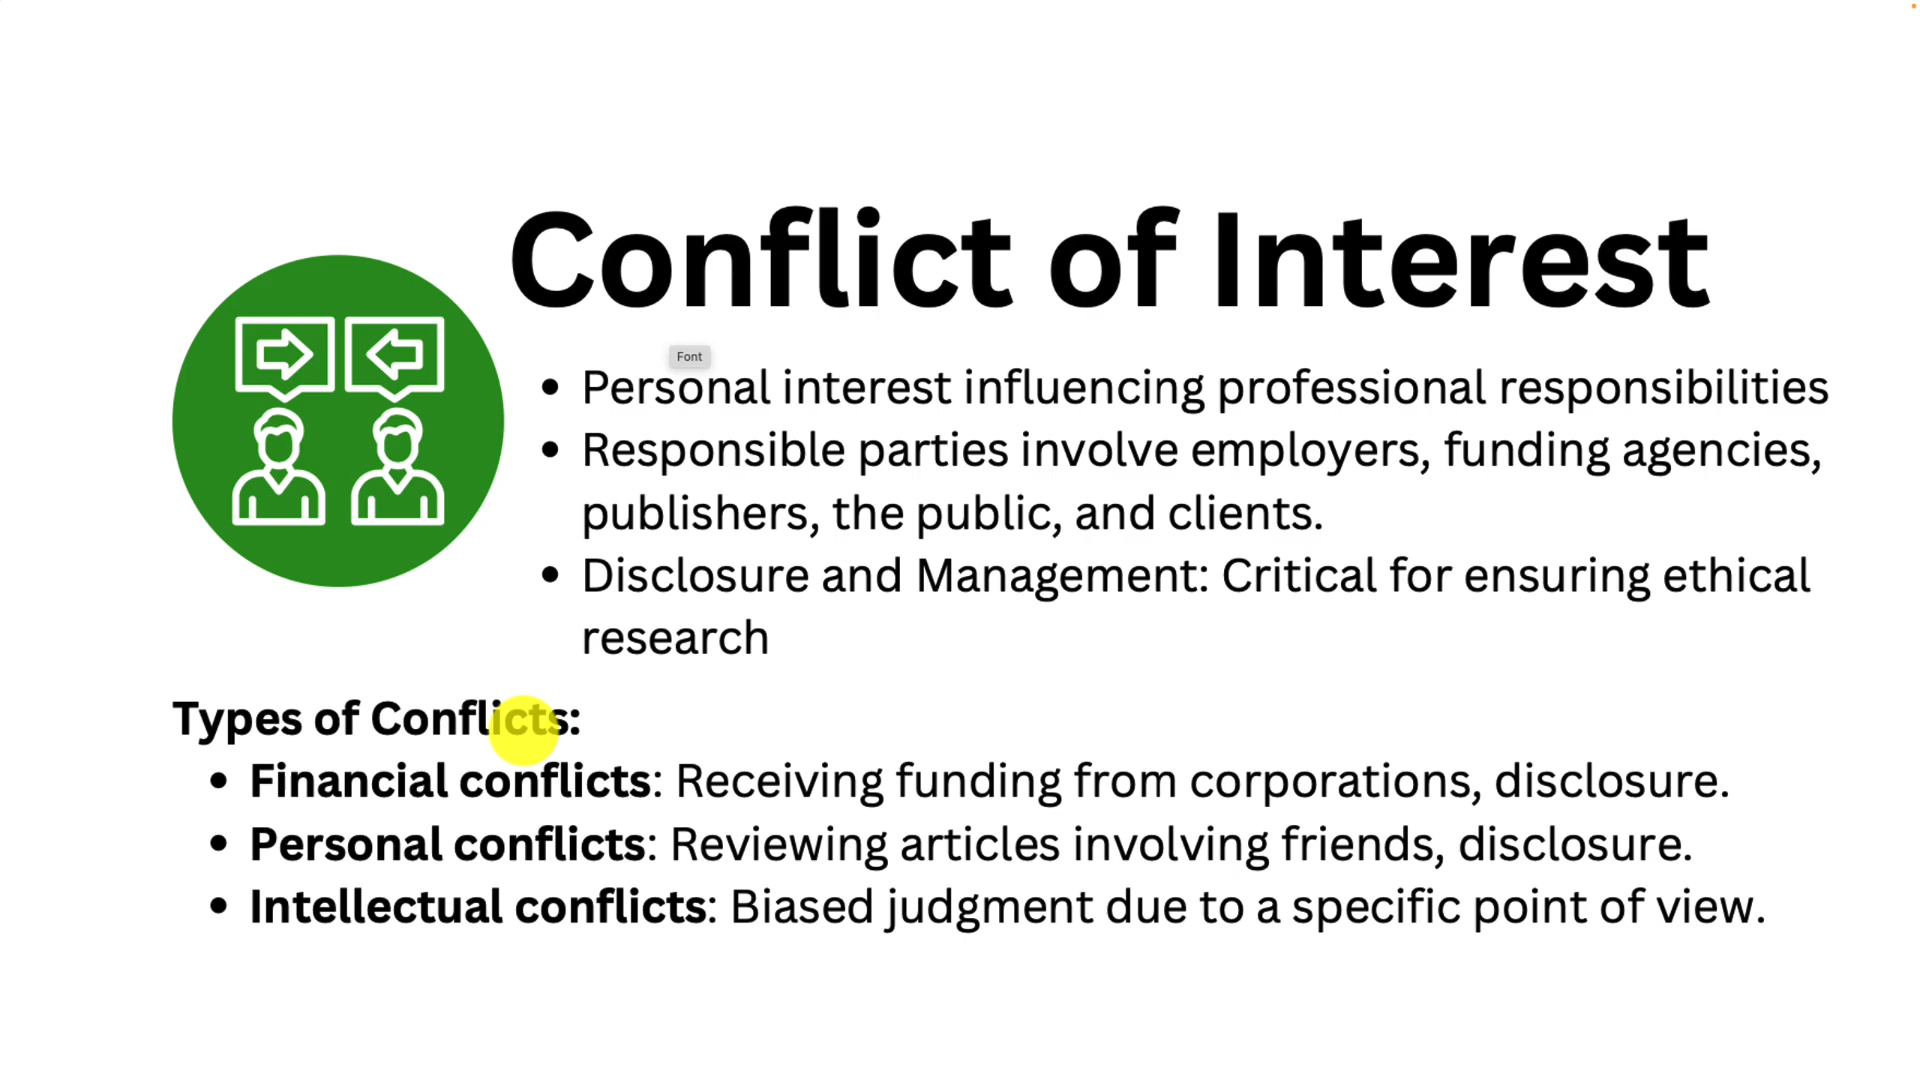 Conflict of Interest
Font
• Personal interest influencing professional responsibilities
• Responsible parties involve employers, funding agencies,
publishers, the public, and clients.
• Disclosure and Management: Critical for ensuring ethical
research
Types of Conflicts:
• Financial conflicts: Receiving funding from corporations, disclosure.
• Personal conflicts: Reviewing articles involving friends, disclosure.
• Intellectual conflicts: Biased judgment due to a specific point of view.